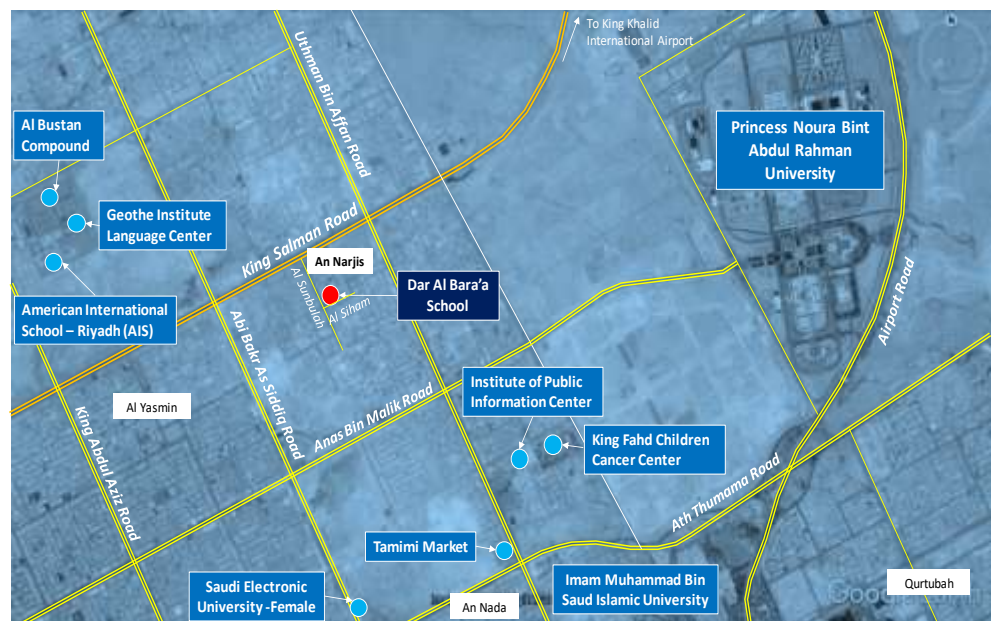 To King Khalid
International Airport
Uthman Bin Affan Road
Al Bustan
Compound
Princess Noura Bint
Abdul Rahman
University
Geothe Institute
Language Center
King Salman Road
An Narjis
Al Sunbulah
Al Siham
Dar Al Bara’a
School
American International
School – Riyadh (AIS)
Abi Bakr As Siddiq Road
Airport Road
Institute of Public
Information Center
Al Yasmin
Anas Bin Malik Road
King Abdul Aziz Road
King Fahd Children
Cancer Center
Ath Thumama Road
Tamimi Market
Saudi Electronic
University -Female
An Nada
Imam Muhammad Bin
Saud Islamic University
Qurtubah